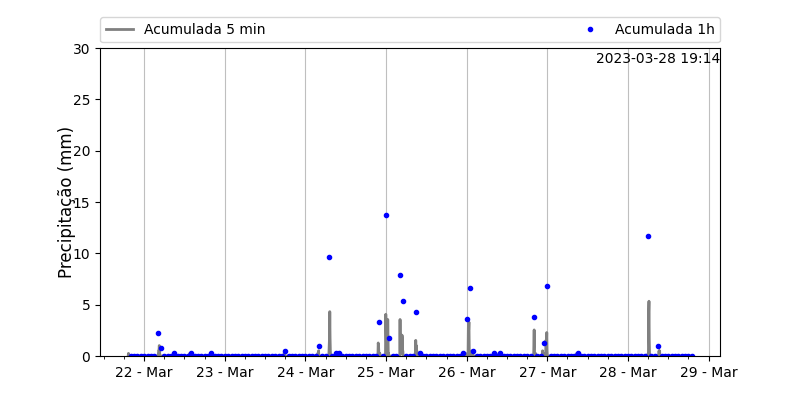 Acumulada 5 min
Acumulada 1h
2023-03-28 19:14
Precipitação (mm)
30
25
20
15
10
5
0
22 - Mar
23 - Mar
24 - Mar
25 - Mar
26 - Mar
27 - Mar
28 - Mar
29 - Mar